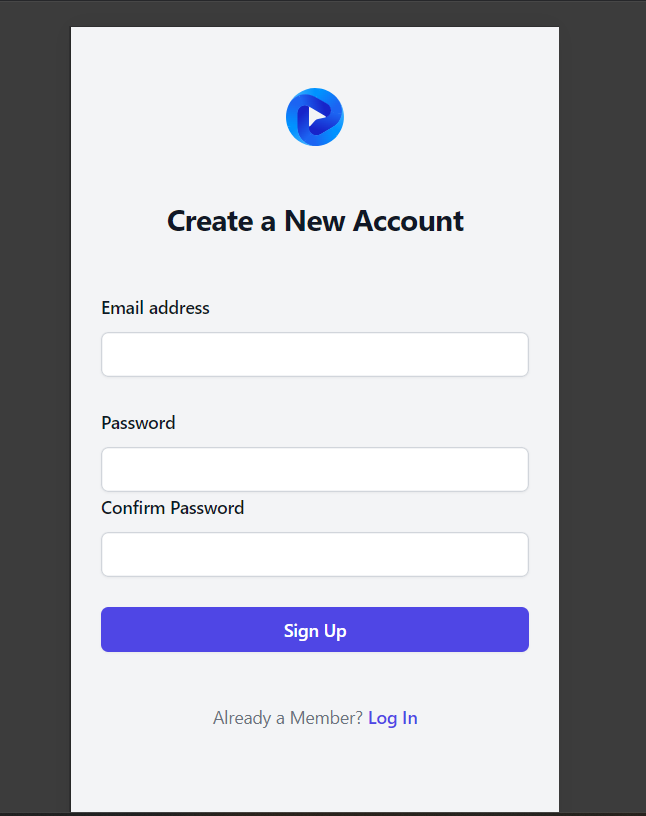 Create a New Account
Email address
Password
Confirm Password
Sign Up
Already a Member? Log In